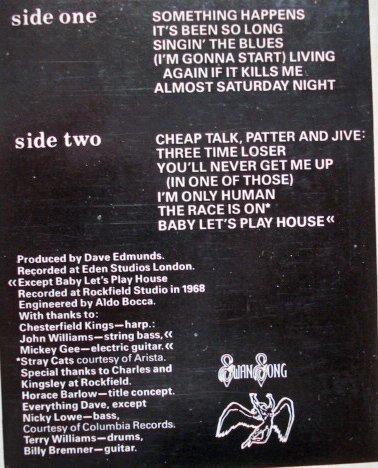 side one
SOMETHING HAPPENS
IT'S BEEN SO LONG
SINGIN' THE BLUES
(I'M GONNA START) LIVING
AGAIN IF IT KILLS ME
ALMOST SATURDAY NIGHT
side two
CHEAP TALK, PATTER AND JIVE:
THREE TIME LOSER
YOU'LL NEVER GET ME UP
(IN ONE OF THOSE)
I'M ONLY HUMAN
THE RACE IS ON*
BABY LET'S PLAY HOUSE«
Produced by Dave Edmunds.
Recorded at Eden Studios London.
«Except Baby Let's Play House
Recorded at Rockfield Studio in 1968
Engineered by Aldo Bocca.
With thanks to:
Chesterfield Kings—harp.:
John Williams—string bass,«
Mickey Gee—electric guitar.«
*Stray Cats courtesy of Arista.
Special thanks to Charles and
Kingsley at Rockfield.
Horace Barlow—title concept.
Everything Dave, except
Nicky Lowe—bass,
Courtesy of Columbia Records.
Terry Williams—drums,
Billy Bremner—guitar.
SWAN SONG